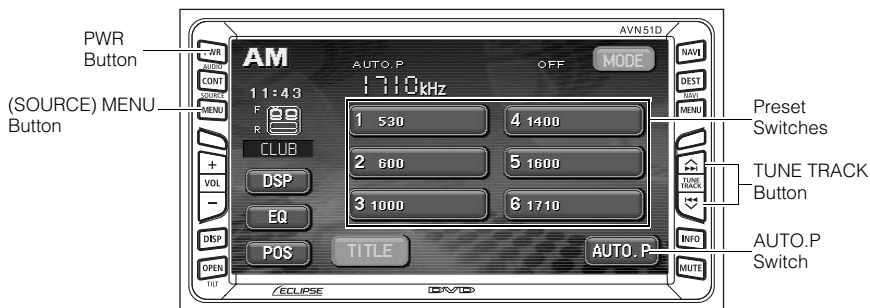 AVN51D
PWR
Button
(SOURCE) MENU
Button
PWR
AUDIO
CONT
SOURCE
MENU
+
VOL
−
DISP
OPEN
TILT
AM
AUTO.P
OFF
MODE
1710kHz
11:43
F
R
CLUB
DSP
EQ
POS
1 530
2 600
3 1000
4 1400
5 1600
6 1710
TITLE
AUTO.P
NAVI
DEST
NAVI
MENU
TUNE
TRACK
INFO
MUTE
ECLIPSE
DVD
Preset
Switches
TUNE TRACK
Button
AUTO.P
Switch